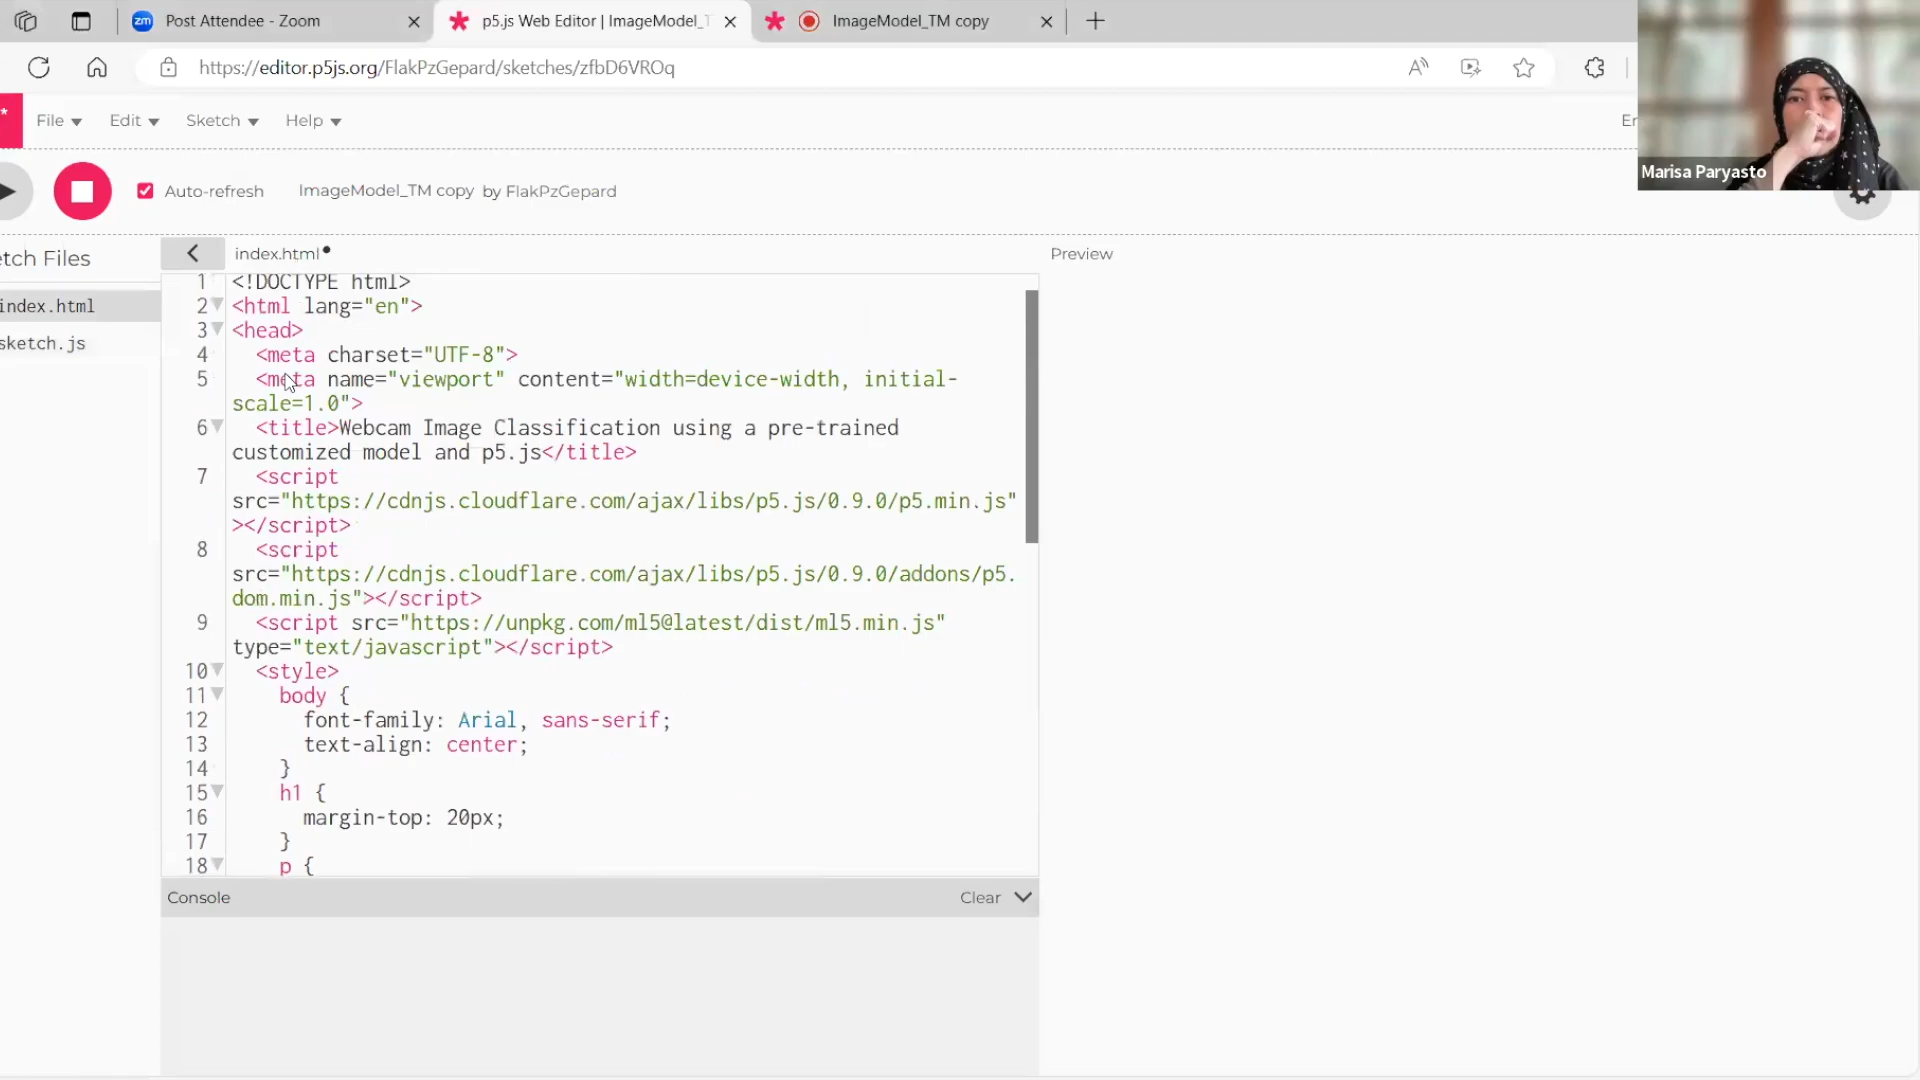 zm Post Attendee - Zoom
p5.js Web Editor | ImageModel_T
ImageModel_TM copy
https://editor.p5js.org/FlakPzGepard/sketches/zfbD6VROq
File Edit Sketch Help
Marisa Paryasto
Auto-refresh ImageModel_TM copy by FlakPzGepard
etch Files
index.html
sketch.js
index.html
Preview
1 <!DOCTYPE html>
2 <html lang="en">
3 <head>
4 <meta charset="UTF-8">
5 <meta name="viewport" content="width=device-width, initial-
scale=1.0">
6 <title>Webcam Image Classification using a pre-trained
customized model and p5.js</title>
7 <script
src="https://cdnjs.cloudflare.com/ajax/libs/p5.js/0.9.0/p5.min.js"
></script>
8 <script
src="https://cdnjs.cloudflare.com/ajax/libs/p5.js/0.9.0/addons/p5.
dom.min.js"></script>
9 <script src="https://unpkg.com/ml5@latest/dist/ml5.min.js"
type="text/javascript"></script>
10 <style>
11 body {
12 font-family: Arial, sans-serif;
13 text-align: center;
14 }
15 h1 {
16 margin-top: 20px;
17 }
18 p {
Console
Clear